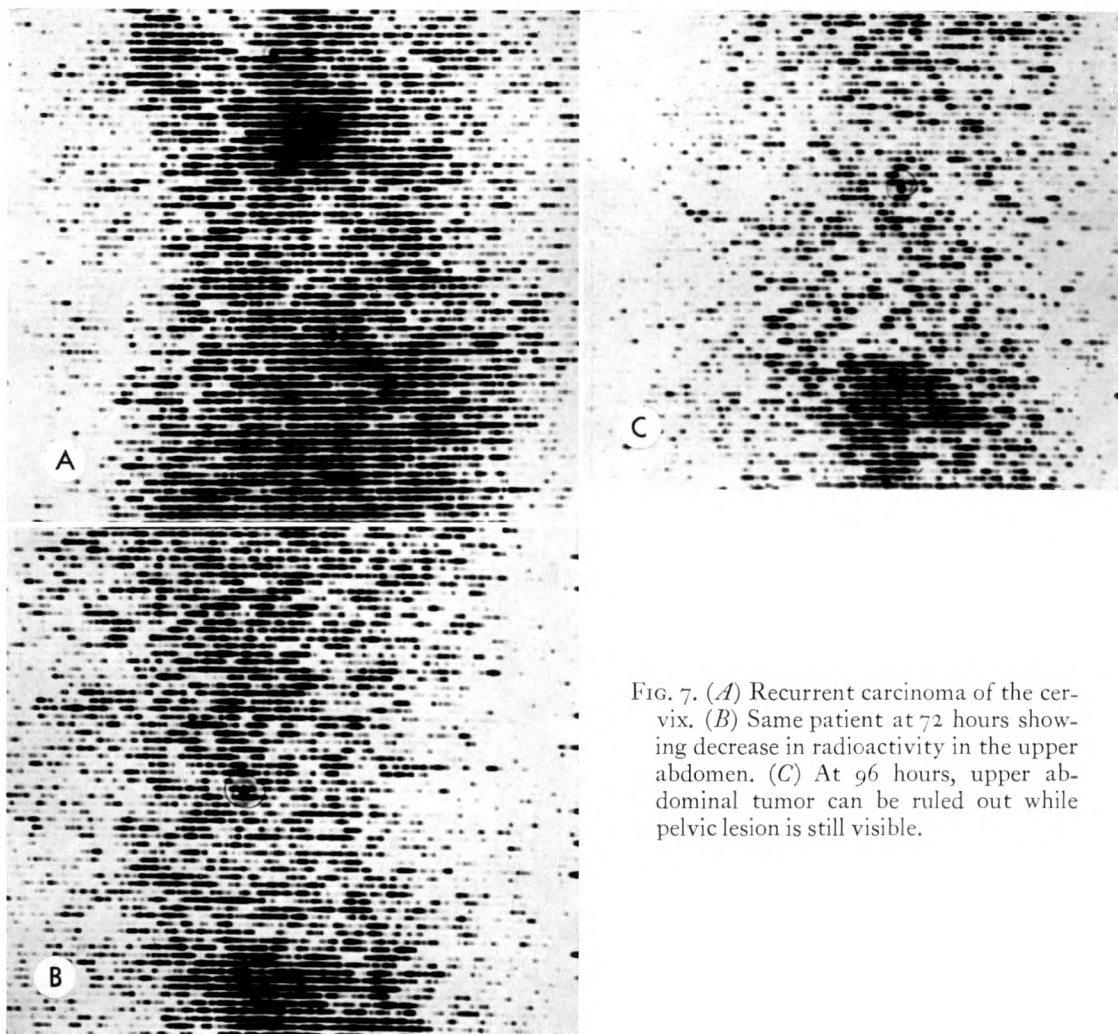 A
C
B
FIG. 7. (A) Recurrent carcinoma of the cer-
vix. (B) Same patient at 72 hours show-
ing decrease in radioactivity in the upper
abdomen. (C) At 96 hours, upper ab-
dominal tumor can be ruled out while
pelvic lesion is still visible.